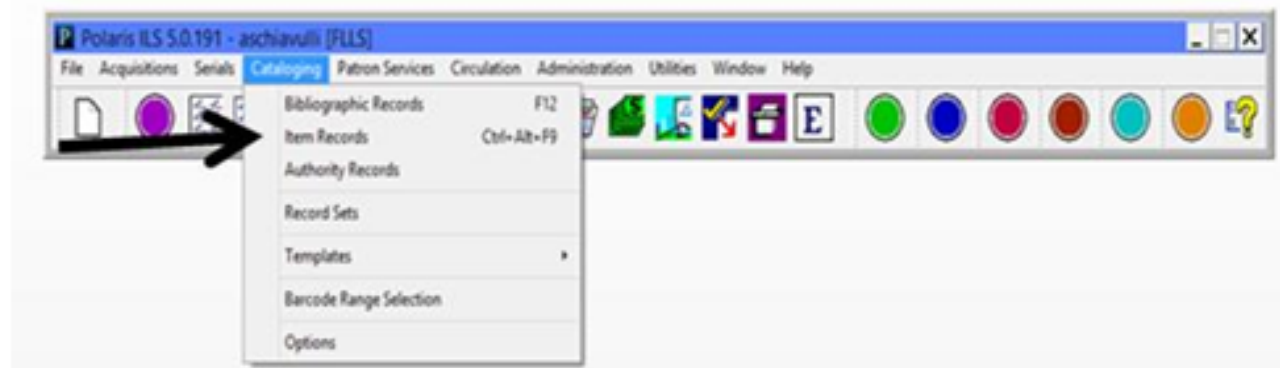 Polaris ILS 5.0.191 - aschiavulli [FLLS]
File Acquisitions Serials Cataloging Patron Services Circulation Administration Utilities Window Help
E
Bibliographic Records F12
Item Records Ctrl+Alt+F9
Authority Records
Record Sets
Templates
Barcode Range Selection
Options